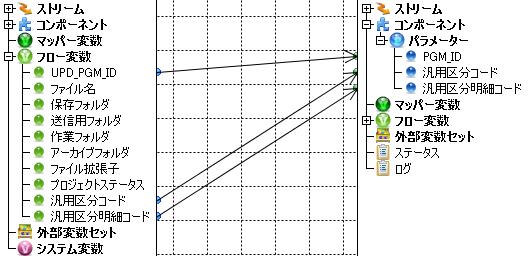 ストリーム
コンポーネント
マッパー変数
フロー変数
UPD_PGM_ID
ファイル名
保存フォルダ
送信用フォルダ
作業フォルダ
アーカイブフォルダ
ファイル拡張子
プロジェクトステータス
汎用区分コード
汎用区分明細コード
外部変数セット
システム変数
ストリーム
コンポーネント
パラメーター
PGM_ID
汎用区分コード
汎用区分明細コード
マッパー変数
フロー変数
外部変数セット
ステータス
ログ